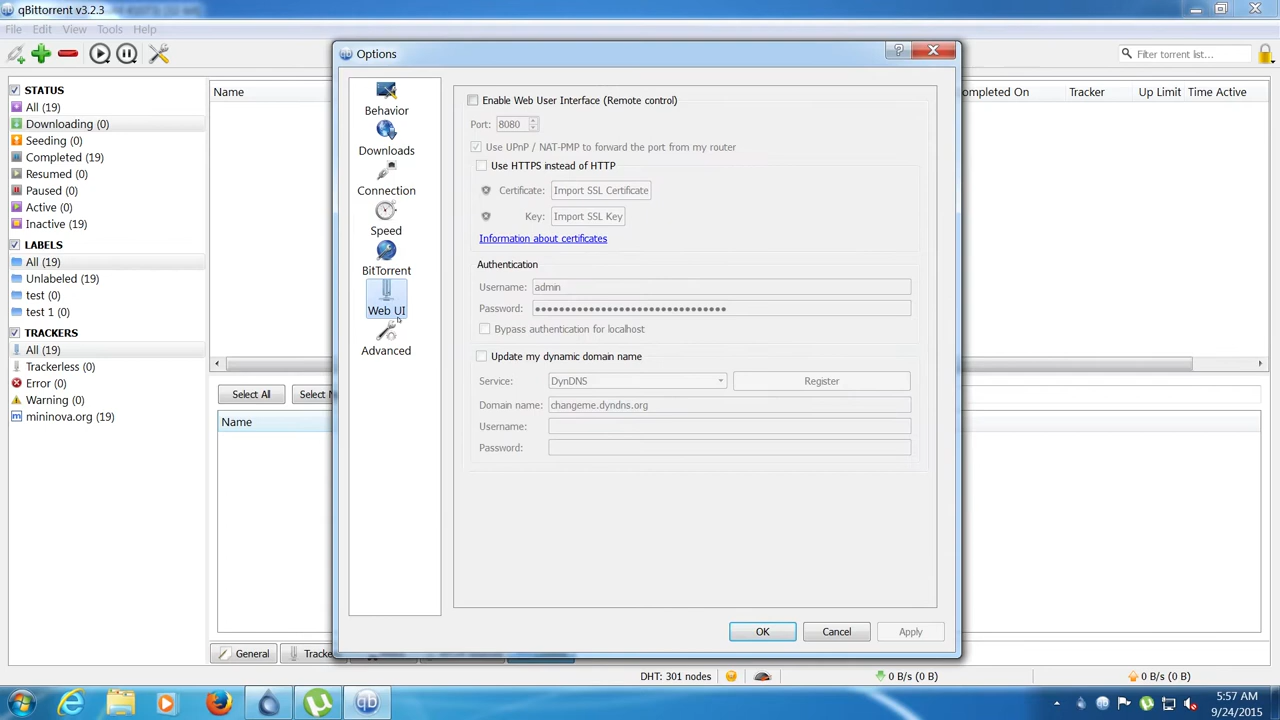 qBittorrent v3.2.3
File Edit View Tools Help
Filter torrent list...
STATUS
All (19)
Downloading (0)
Seeding (0)
Completed (19)
Resumed (0)
Paused (0)
Active (0)
Inactive (19)
LABELS
All (19)
Unlabeled (19)
test (0)
test 1 (0)
TRACKERS
All (19)
Trackerless (0)
Error (0)
Warning (0)
mininova.org (19)
Name
ompleted On Tracker Up Limit Time Active
Select All
Name
General
Options
Behavior
Downloads
Connection
Speed
BitTorrent
Web UI
Advanced
Enable Web User Interface (Remote control)
Port: 8080
Use UPnP / NAT-PMP to forward the port from my router
Use HTTPS instead of HTTP
Certificate: Import SSL Certificate
Key: Import SSL Key
Information about certificates
Authentication
Username: admin
Password: ●●●●●●●●●●●●●●●●●●●●●●●●●●●●●●●●
Bypass authentication for localhost
Update my dynamic domain name
Service: DynDNS Register
Domain name: changeme.dyndns.org
Username:
Password:
OK Cancel Apply
DHT: 301 nodes 0 B/s (0 B) 0 B/s (0 B)
5:57 AM
9/24/2015